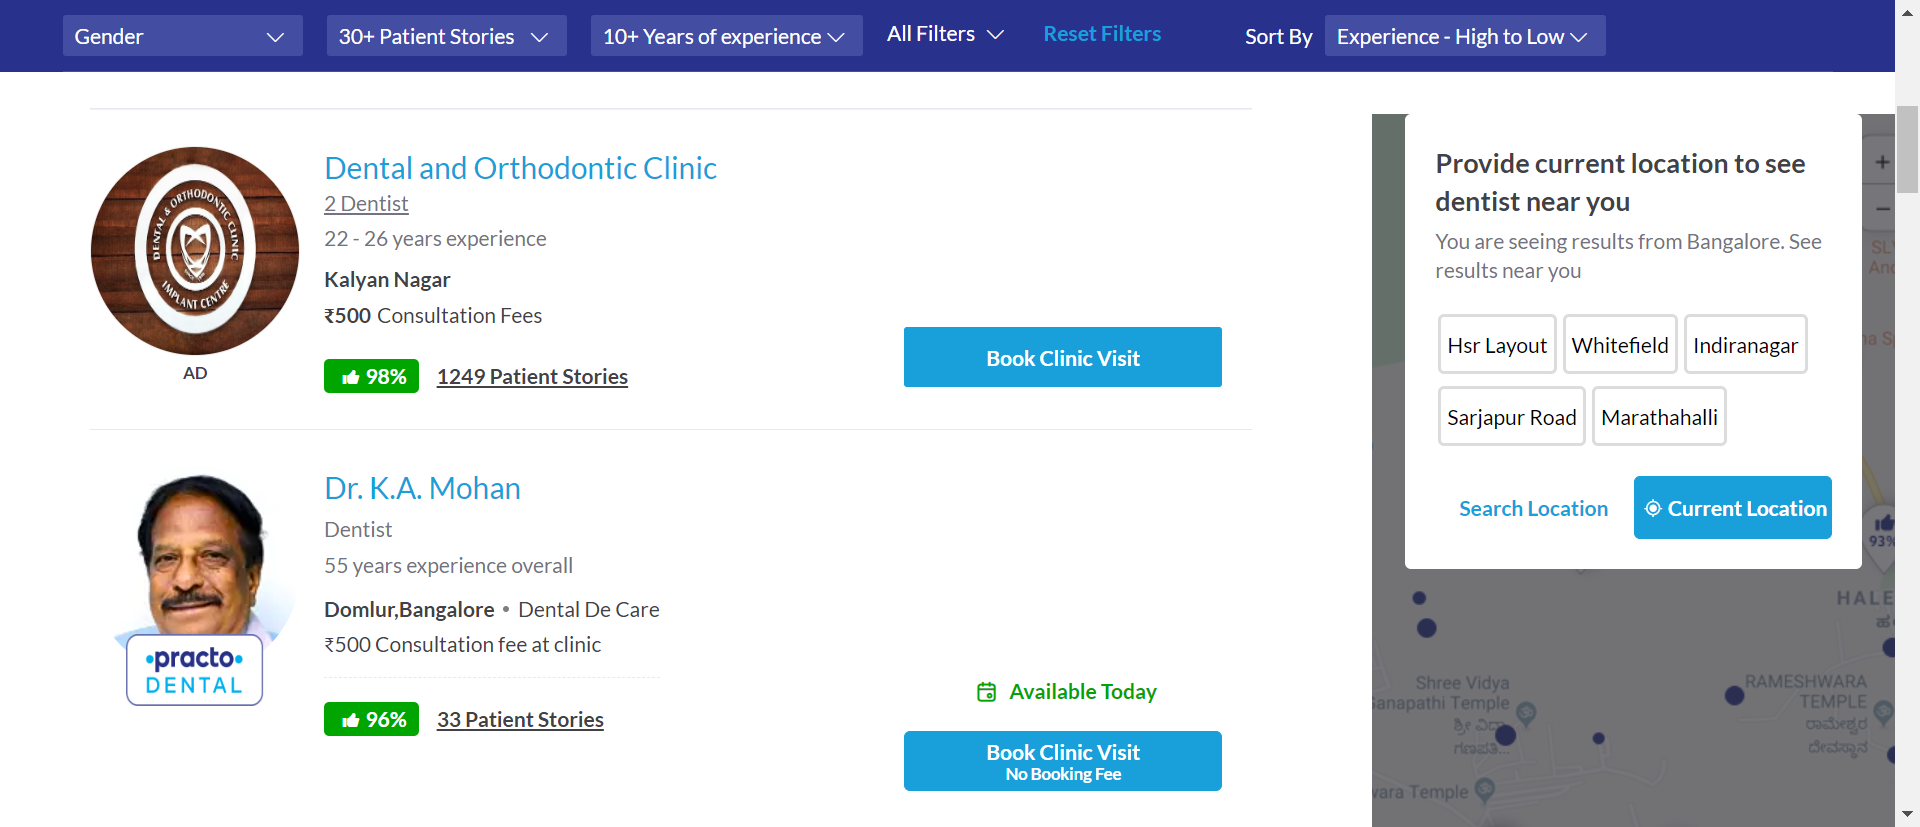 Gender
30+ Patient Stories
10+ Years of experience
All Filters
Reset Filters
Sort By
Experience - High to Low
DENTAL & ORTHODONTIC CLINIC
IMPLANT CENTRE
AD
Dental and Orthodontic Clinic
2 Dentist
22 - 26 years experience
Kalyan Nagar
₹500 Consultation Fees
98%
1249 Patient Stories
Book Clinic Visit
practo
DENTAL
Dr. K.A. Mohan
Dentist
55 years experience overall
Domlur,Bangalore • Dental De Care
₹500 Consultation fee at clinic
96%
33 Patient Stories
Available Today
Book Clinic Visit
No Booking Fee
Provide current location to see
dentist near you
You are seeing results from Bangalore. See
results near you
Hsr Layout
Whitefield
Indiranagar
Sarjapur Road
Marathahalli
Search Location
Current Location
93%
HALE
Shree Vidya
Ganapathi Temple
ಶ್ರೀ ವಿದ್ಯಾ
ಗಣಪತಿ...
RAMESHWARA
TEMPLE
ರಾಮೇಶ್ವರ
ದೇವಸ್ಥಾನ
wara Temple